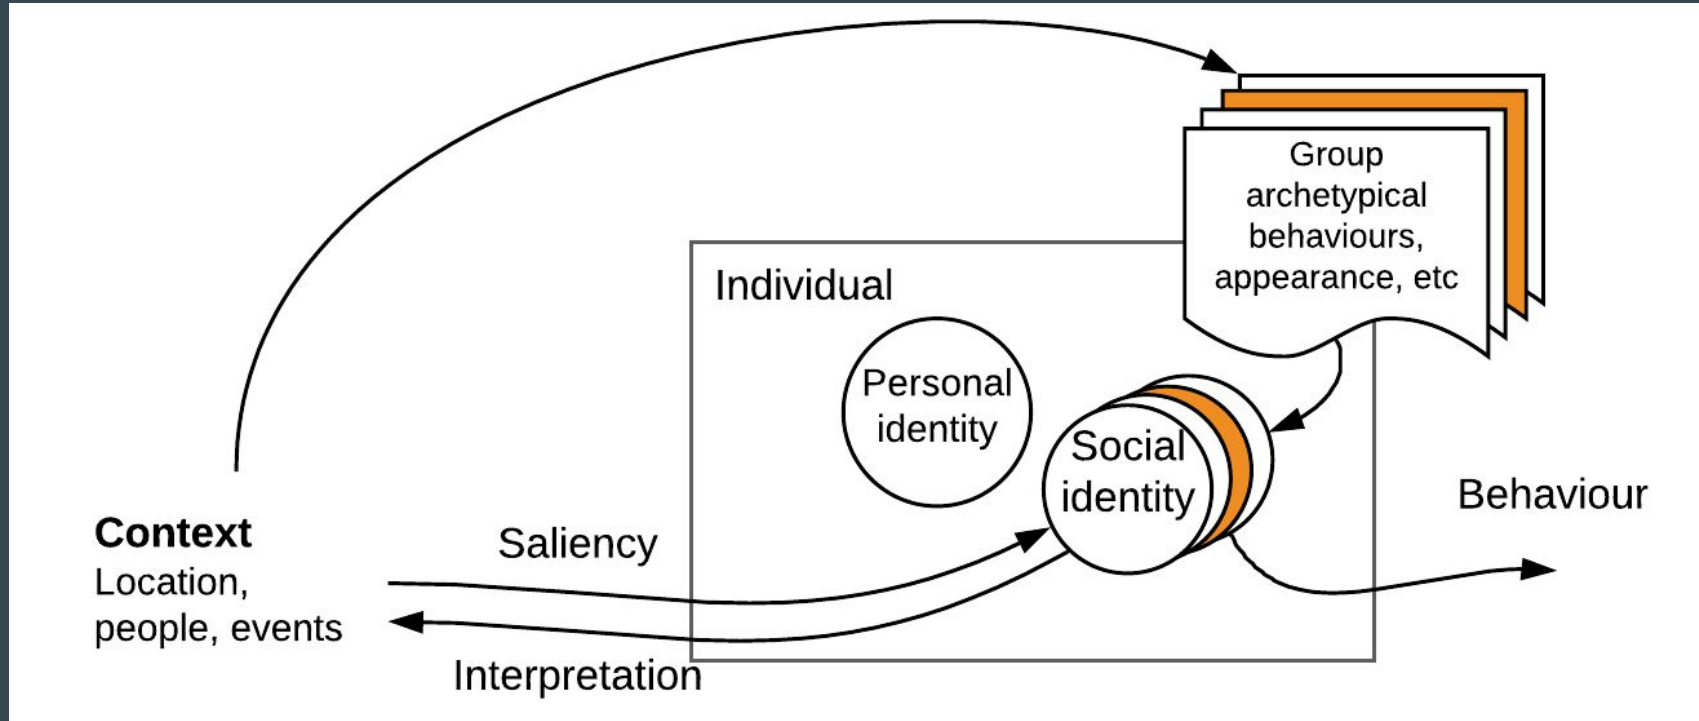 Group
archetypical
behaviours,
appearance, etc
Individual
Personal
identity
Social
identity
Behaviour
Context
Location,
people, events
Saliency
Interpretation